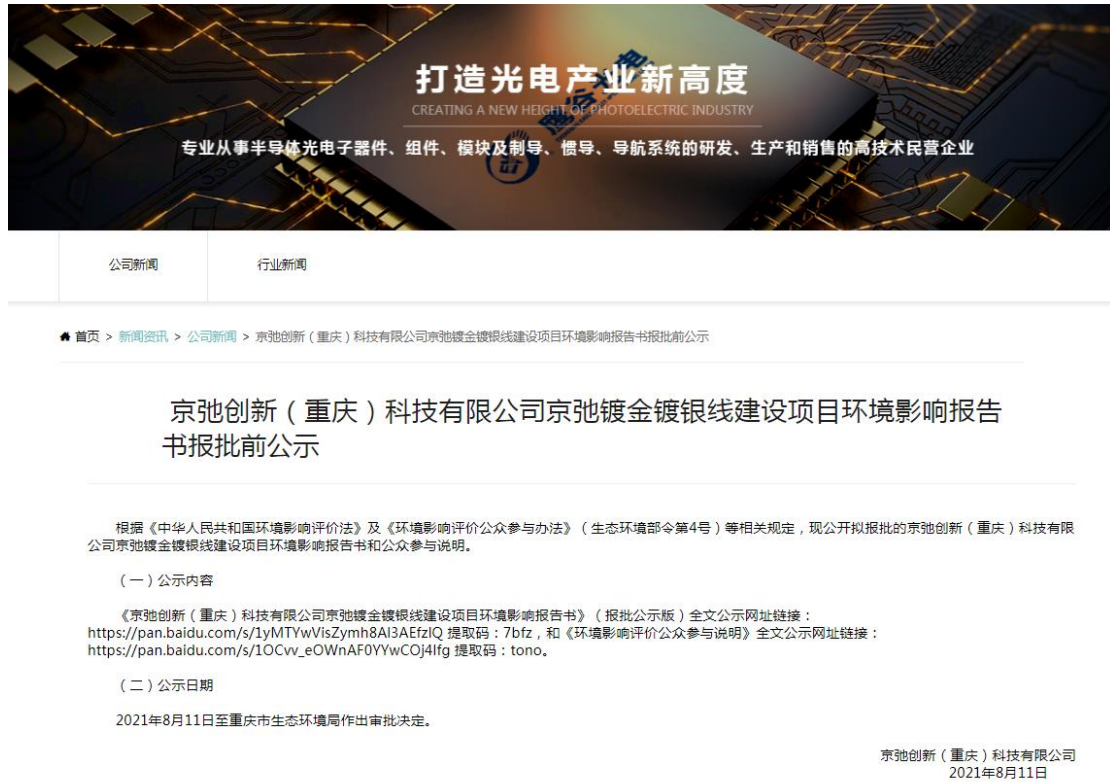 打造光电产业新高度
CREATING A NEW HEIGHT OF PHOTOELECTRIC INDUSTRY
专业从事半导体光电子器件、组件、模块及制导、惯导、导航系统的研发、生产和销售的高技术民营企业
公司新闻
行业新闻
首页 > 新闻资讯 > 公司新闻 > 京弛创新（重庆）科技有限公司京弛镀金镀银线建设项目环境影响报告书报批前公示
京弛创新（重庆）科技有限公司京弛镀金镀银线建设项目环境影响报告
书报批前公示
根据《中华人民共和国环境影响评价法》及《环境影响评价公众参与办法》（生态环境部令第4号）等相关规定，现公开拟报批的京弛创新（重庆）科技有限
公司京弛镀金镀银线建设项目环境影响报告书和公众参与说明。
（一）公示内容
《京弛创新（重庆）科技有限公司京弛镀金镀银线建设项目环境影响报告书》（报批公示版）全文公示网址链接：
https://pan.baidu.com/s/1yMTYwVisZymh8Al3AEfzlQ 提取码：7bfz，和《环境影响评价公众参与说明》全文公示网址链接：
https://pan.baidu.com/s/1OCvv_eOWnAF0YYwCOj4lfg 提取码：tono。
（二）公示日期
2021年8月11日至重庆市生态环境局作出审批决定。
京弛创新（重庆）科技有限公司
2021年8月11日